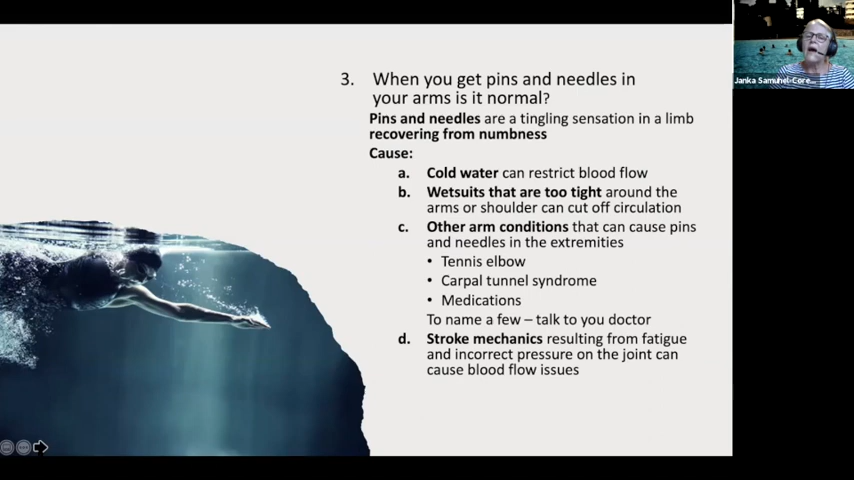 Janka Samuhel-Core...
3. When you get pins and needles in
your arms is it normal?
Pins and needles are a tingling sensation in a limb
recovering from numbness
Cause:
a. Cold water can restrict blood flow
b. Wetsuits that are too tight around the
arms or shoulder can cut off circulation
c. Other arm conditions that can cause pins
and needles in the extremities
• Tennis elbow
• Carpal tunnel syndrome
• Medications
To name a few – talk to you doctor
d. Stroke mechanics resulting from fatigue
and incorrect pressure on the joint can
cause blood flow issues